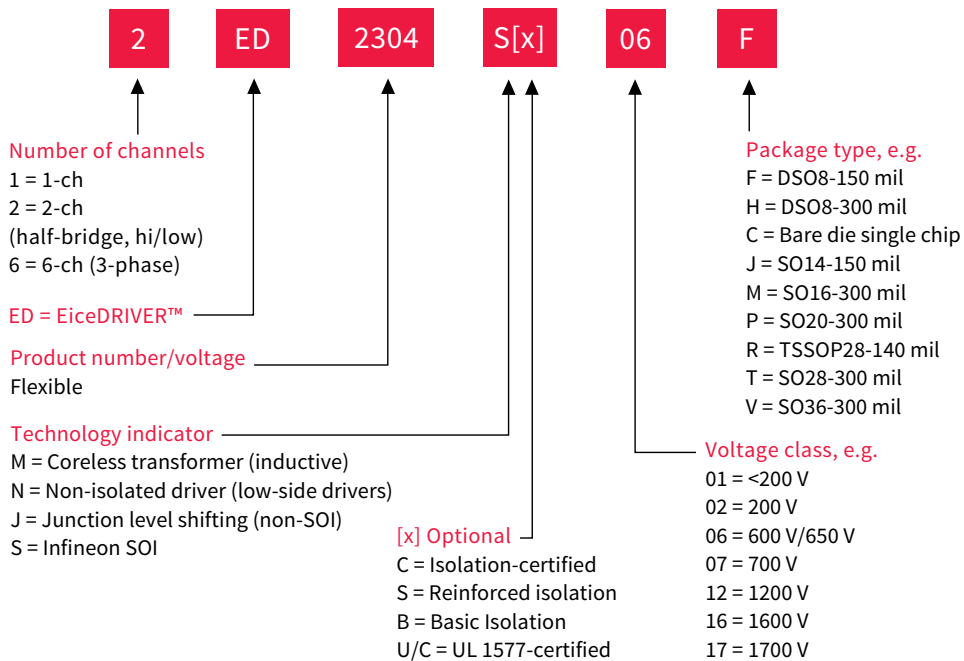 2 ED 2304 S[x] 06 F
Number of channels
1 = 1-ch
2 = 2-ch
(half-bridge, hi/low)
6 = 6-ch (3-phase)
ED = EiceDRIVER™
Product number/voltage
Flexible
Technology indicator
M = Coreless transformer (inductive)
N = Non-isolated driver (low-side drivers)
J = Junction level shifting (non-SOI)
S = Infineon SOI
[x] Optional
C = Isolation-certified
S = Reinforced isolation
B = Basic Isolation
U/C = UL 1577-certified
Package type, e.g.
F = DSO8-150 mil
H = DSO8-300 mil
C = Bare die single chip
J = SO14-150 mil
M = SO16-300 mil
P = SO20-300 mil
R = TSSOP28-140 mil
T = SO28-300 mil
V = SO36-300 mil
Voltage class, e.g.
01 = <200 V
02 = 200 V
06 = 600 V/650 V
07 = 700 V
12 = 1200 V
16 = 1600 V
17 = 1700 V